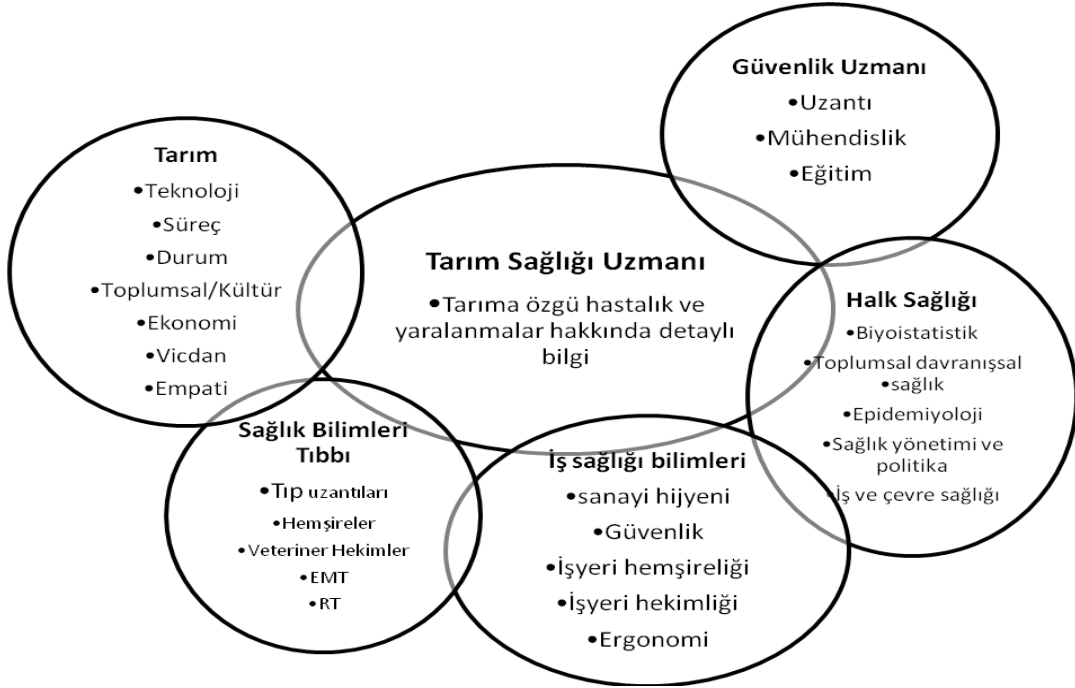 Güvenlik Uzmanı
•Uzantı
•Mühendislik
•Eğitim
Tarım
•Teknoloji
•Süreç
•Durum
•Toplumsal/Kültür
•Ekonomi
•Vicdan
•Empati
Tarım Sağlığı Uzmanı
•Tarıma özgü hastalık ve
yaralanmalar hakkında detaylı
bilgi
Halk Sağlığı
•Biyoistatistik
•Toplumsal davranışsal
•sağlık
•Epidemiyoloji
•Sağlık yönetimi ve
politika
•İş ve çevre sağlığı
Sağlık Bilimleri
Tıbbı
•Tıp uzantıları
•Hemşireler
•Veteriner Hekimler
•EMT
•RT
İş sağlığı bilimleri
•sanayi hijyeni
•Güvenlik
•İşyeri hemşireliği
•İşyeri hekimliği
•Ergonomi